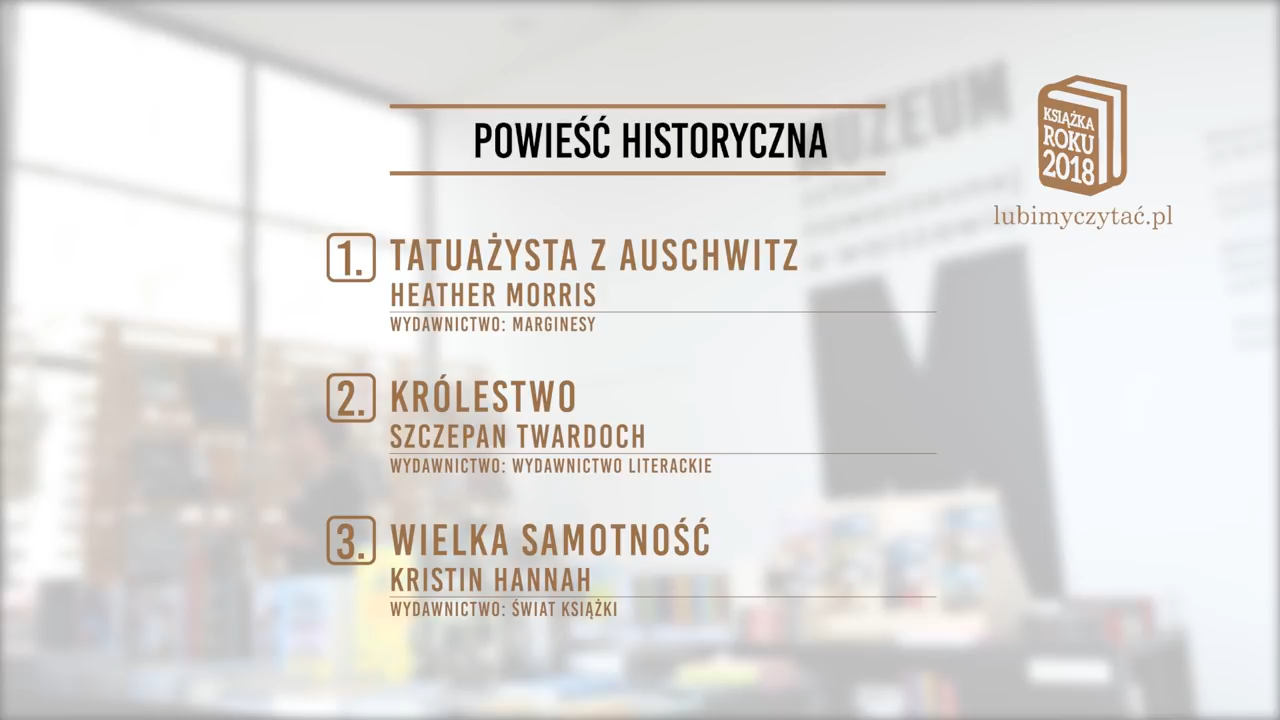 POWIEŚĆ HISTORYCZNA
KSIĄŻKA
ROKU
2018
lubimyczytać.pl
1. TATUAŻYSTA Z AUSCHWITZ
HEATHER MORRIS
WYDAWNICTWO: MARGINESY
2. KRÓLESTWO
SZCZEPAN TWARDOCH
WYDAWNICTWO: WYDAWNICTWO LITERACKIE
3. WIELKA SAMOTNOŚĆ
KRISTIN HANNAH
WYDAWNICTWO: ŚWIAT KSIĄŻKI
MUZEUM
M